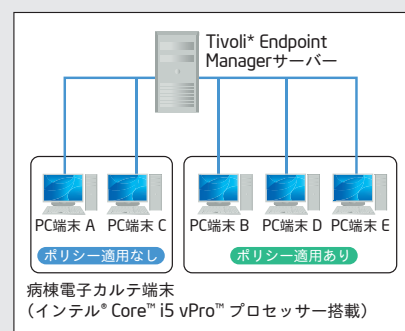 Tivoli* Endpoint
Managerサーバー
PC端末 A
PC端末 C
PC端末 B
PC端末 D
PC端末 E
ポリシー適用なし
ポリシー適用あり
病棟電子カルテ端末
（インテル® Core™ i5 vPro™ プロセッサー搭載）